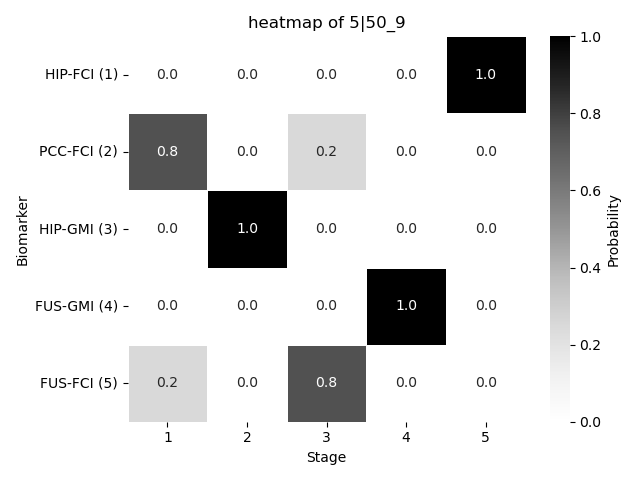 heatmap of 5|50_9
HIP-FCI (1) 0.0 0.0 0.0 0.0 1.0
PCC-FCI (2) 0.8 0.0 0.2 0.0 0.0
HIP-GMI (3) 0.0 1.0 0.0 0.0 0.0
FUS-GMI (4) 0.0 0.0 0.0 1.0 0.0
FUS-FCI (5) 0.2 0.0 0.8 0.0 0.0
Biomarker
1 2 3 4 5
Stage
1.0
0.8
0.6
0.4
0.2
0.0
Probability